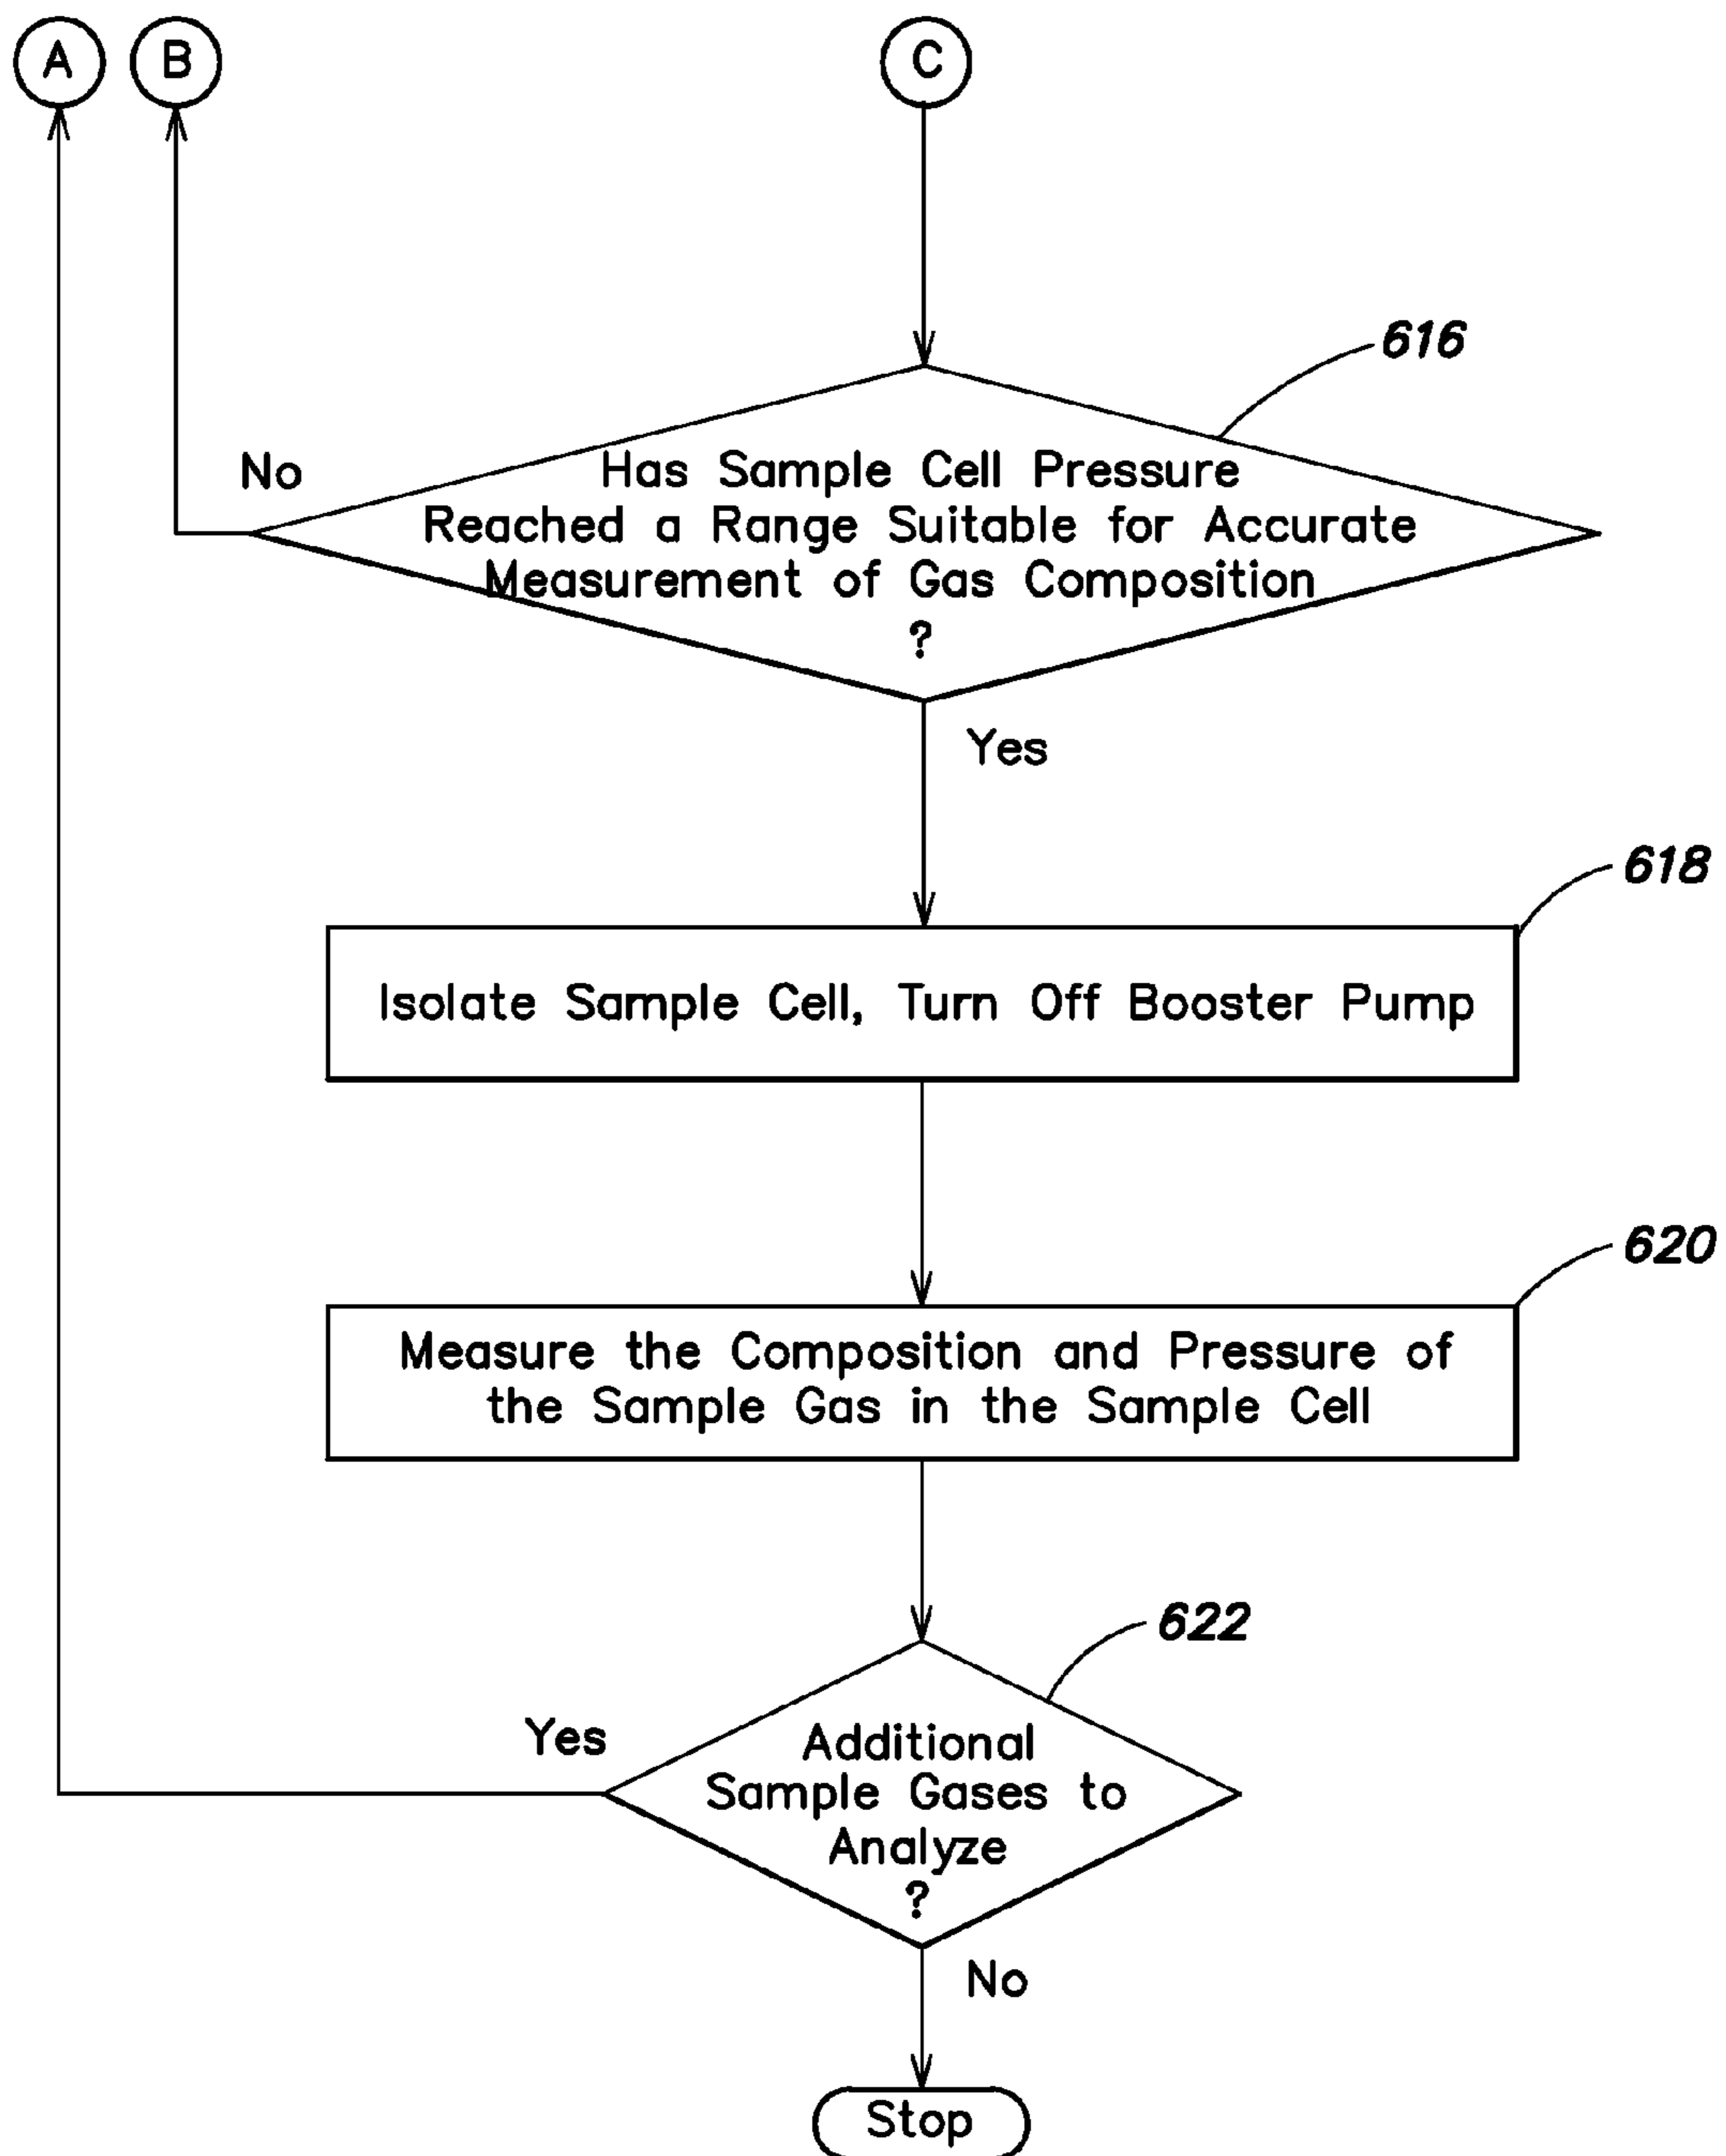 A
B
C
616
No
Has Sample Cell Pressure
Reached a Range Suitable for Accurate
Measurement of Gas Composition
?
Yes
618
Isolate Sample Cell, Turn Off Booster Pump
620
Measure the Composition and Pressure of
the Sample Gas in the Sample Cell
622
Yes
Additional
Sample Gases to
Analyze
?
No
Stop